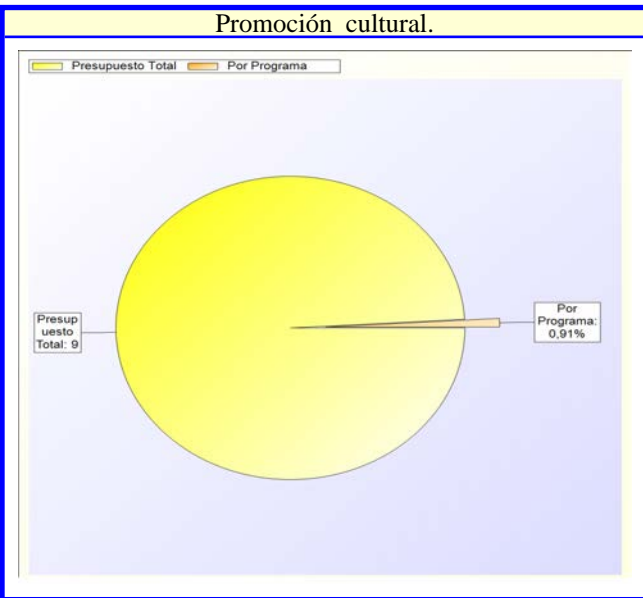 Promoción cultural.
Presupuesto Total Por Programa
Presup
uesto
Total: 9
Por
Programa:
0,91%